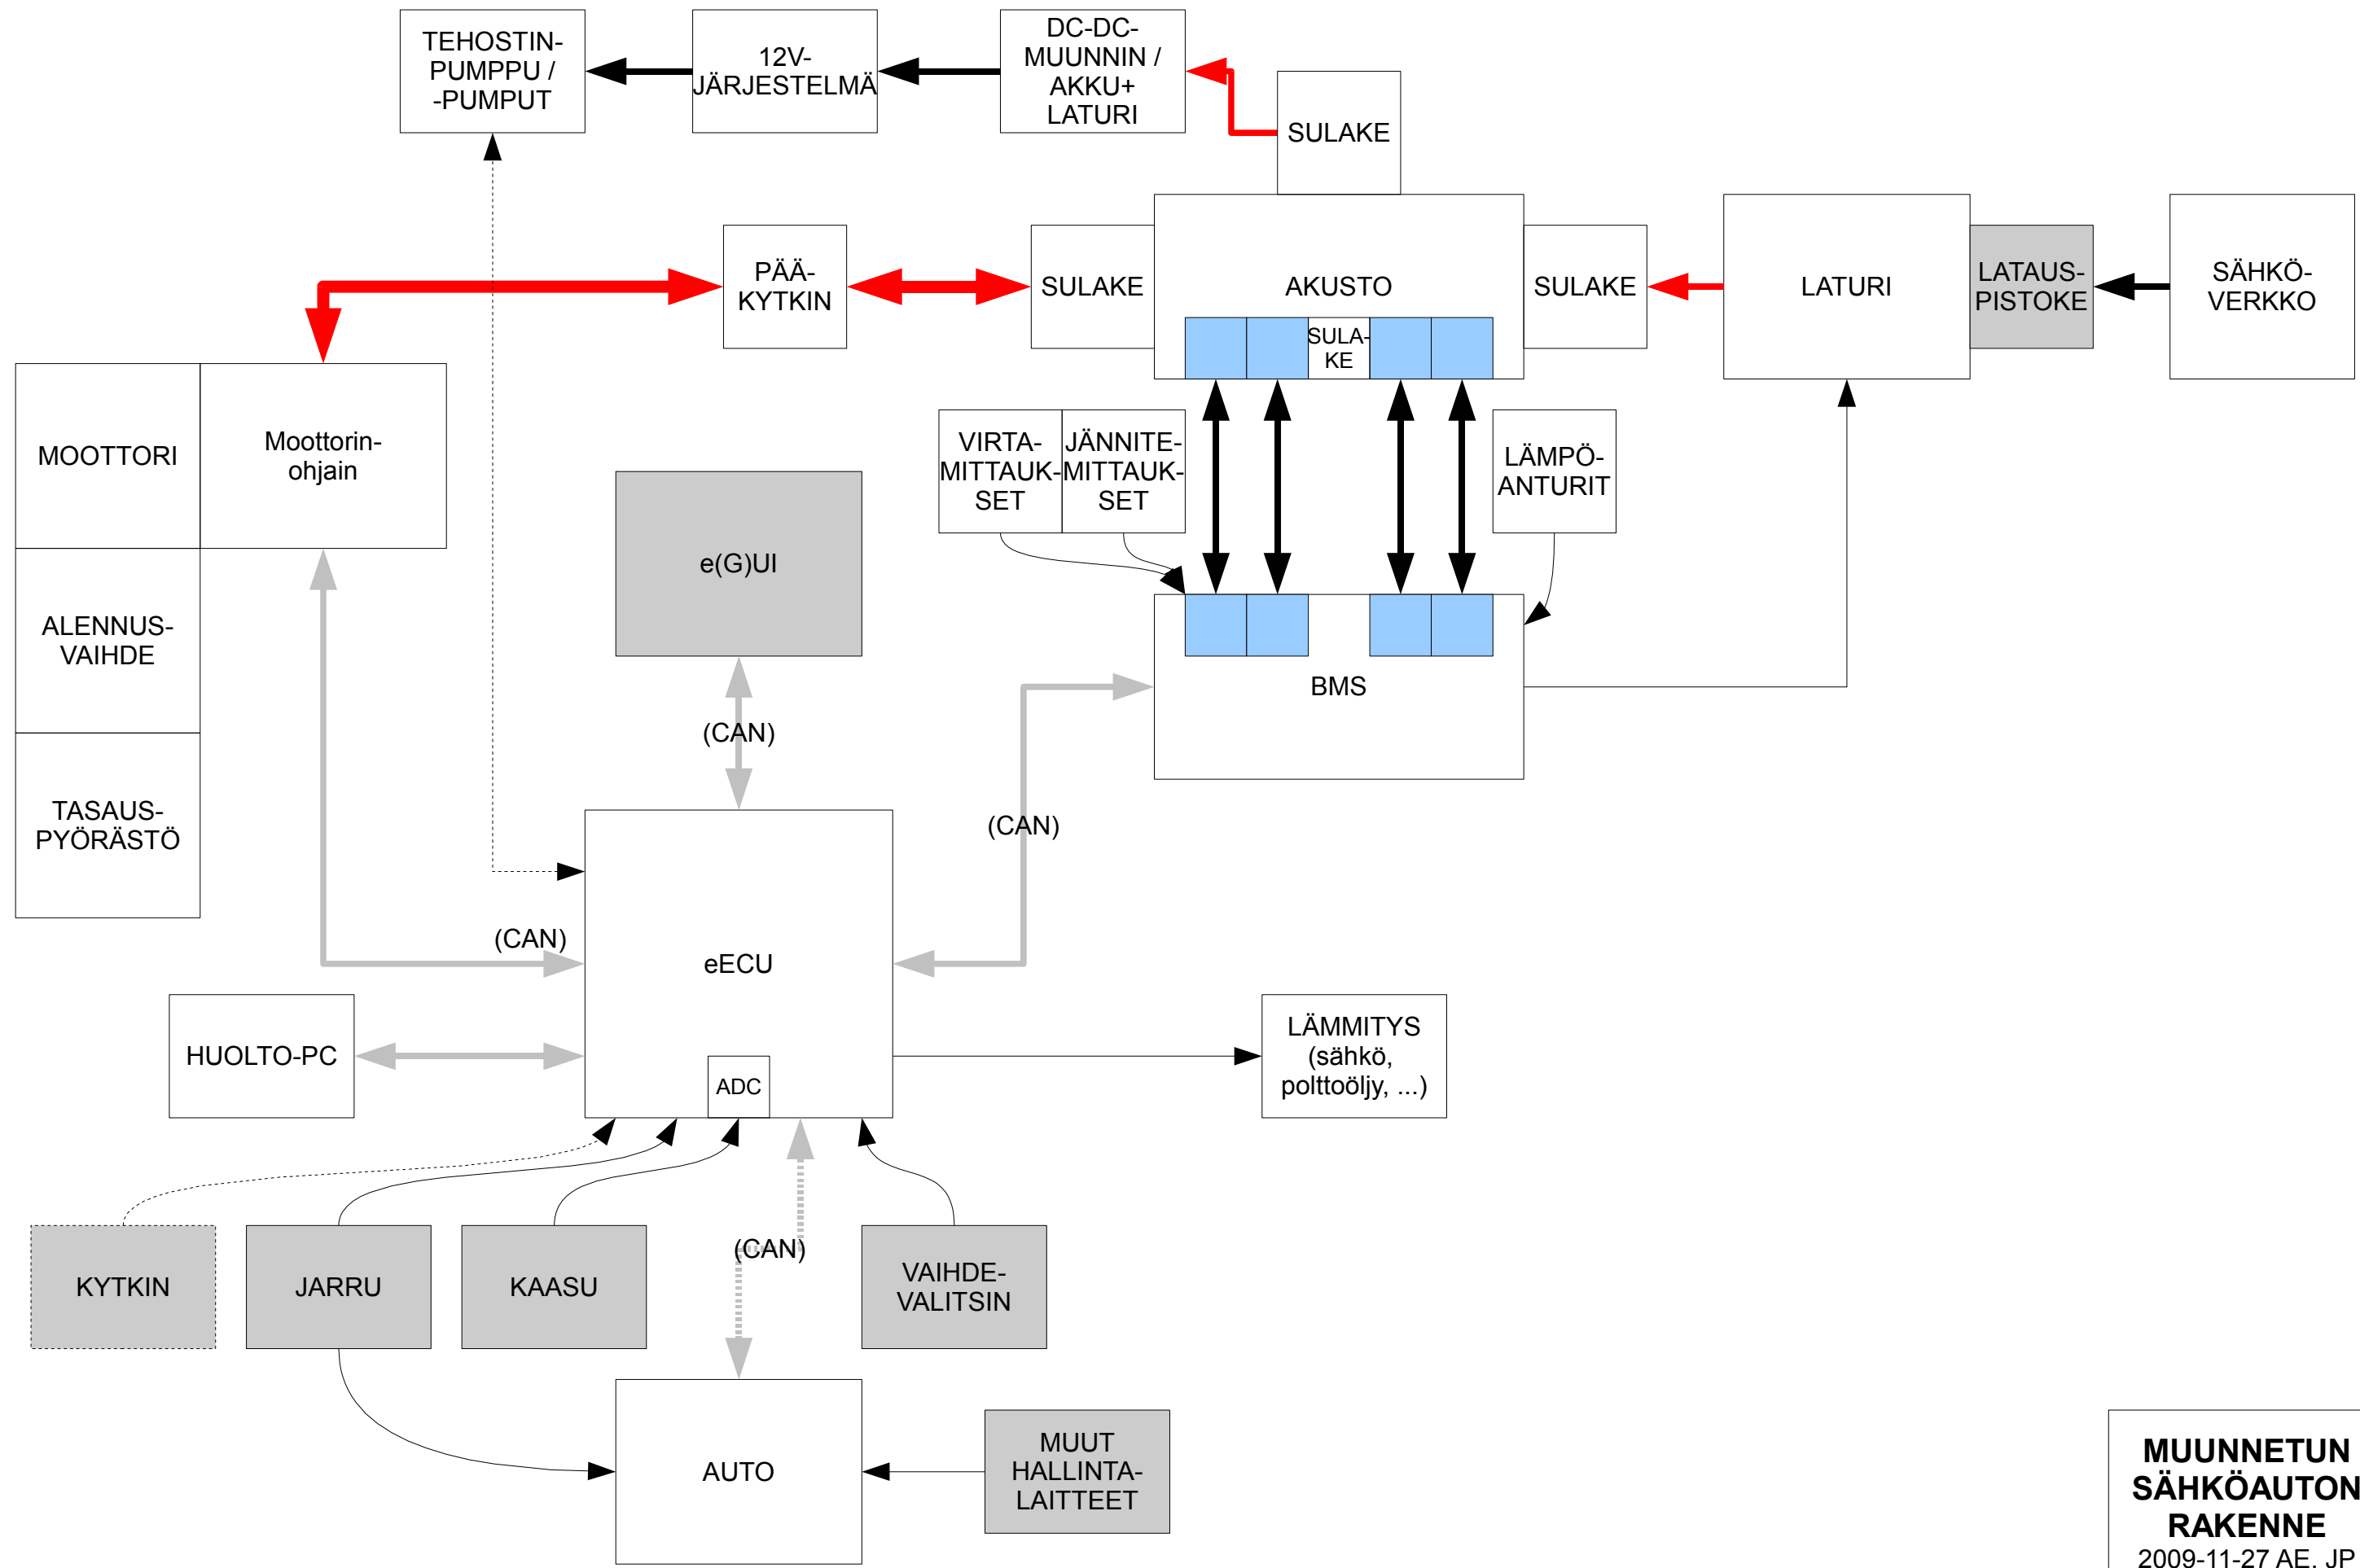 TEHOSTIN-
PUMPPU /
-PUMPUT
12V-
JÄRJESTELMÄ
DC-DC-
MUUNNIN /
AKKU+
LATURI
SULAKE
PÄÄ-
KYTKIN
SULAKE
AKUSTO
SULAKE
LATURI
LATAUS-
PISTOKE
SÄHKÖ-
VERKKO
SULA-
KE
MOOTTORI
Moottorin-
ohjain
VIRTA-
MITTAUK-
SET
JÄNNITE-
MITTAUK-
SET
LÄMPÖ-
ANTURIT
e(G)UI
ALENNUS-
VAIHDE
BMS
(CAN)
TASAUS-
PYÖRÄSTÖ
(CAN)
(CAN)
eECU
HUOLTO-PC
ADC
LÄMMITYS
(sähkö,
polttoöljy, ...)
(CAN)
KYTKIN
JARRU
KAASU
VAIHDE-
VALITSIN
AUTO
MUUT
HALLINTA-
LAITTEET
MUUNNETUN
SÄHKÖAUTON
RAKENNE
2009-11-27 AE, JP